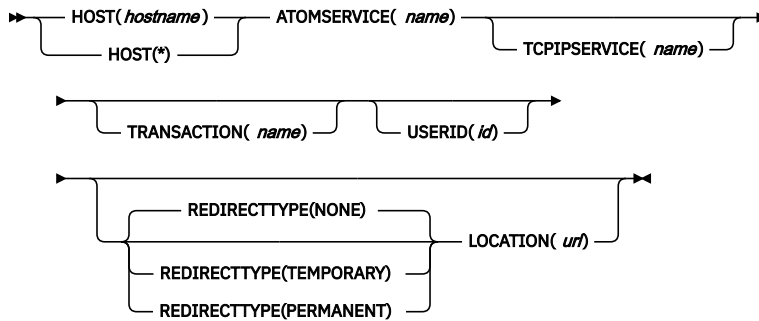 HOST(hostname) ATOMSERVICE( name)
HOST(*) TCPIPSERVICE( name)
TRANSACTION( name) USERID( id)
REDIRECTTYPE(NONE)
LOCATION( url)
REDIRECTTYPE(TEMPORARY)
REDIRECTTYPE(PERMANENT)